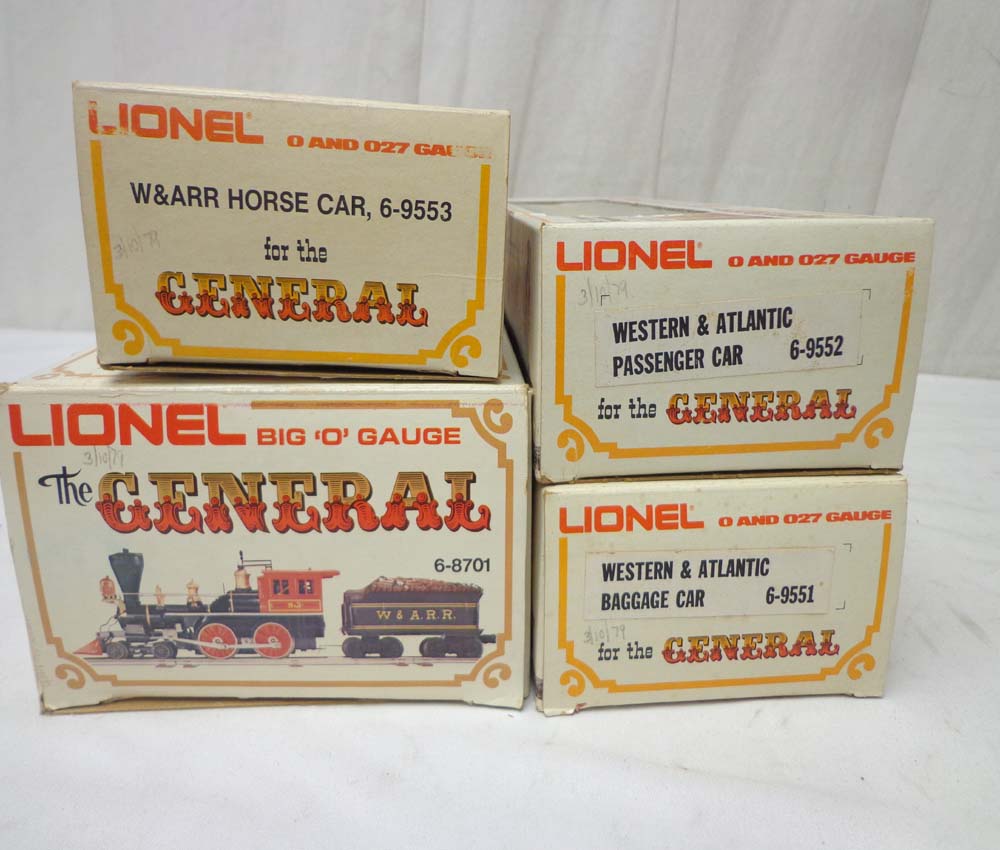 LIONEL O AND 027 GAUGE
W&ARR HORSE CAR, 6-9553
3/10/79
for the
GENERAL
LIONEL BIG 'O' GAUGE
3/10/79
The GENERAL
6-8701
W & A.R.R.
LIONEL O AND 027 GAUGE
3/10/79
WESTERN & ATLANTIC
PASSENGER CAR 6-9552
for the GENERAL
LIONEL O AND 027 GAUGE
WESTERN & ATLANTIC
BAGGAGE CAR 6-9551
3/10/79
for the GENERAL